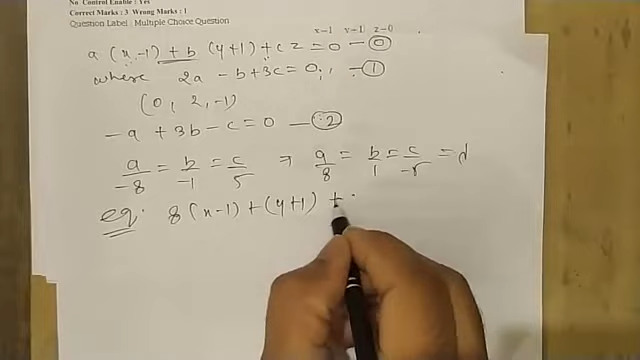 No Control Enable : Yes
Correct Marks : 3 Wrong Marks : 1
Question Label : Multiple Choice Question
x-1 y-1 z-0
a (x-1) + b (y+1) + cz = 0 — 0
where 2a - b + 3c = 0, — 1
(0, 2, -1)
-a + 3b - c = 0 — 2
a/-8 = b/-1 = c/5 ⇒ a/8 = b/1 = c/-5 = d
eq: 8(x-1) + (y+1) +